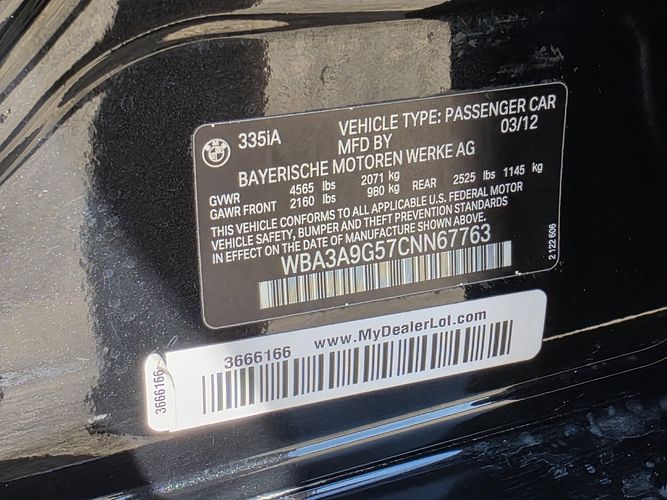 335iA VEHICLE TYPE: PASSENGER CAR
MFD BY 03/12
BAYERISCHE MOTOREN WERKE AG
GVWR 4565 lbs 2071 kg
GAWR FRONT 2160 lbs 980 kg REAR 2525 lbs 1145 kg
THIS VEHICLE CONFORMS TO ALL APPLICABLE U.S. FEDERAL MOTOR
VEHICLE SAFETY, BUMPER, AND THEFT PREVENTION STANDARDS
IN EFFECT ON THE DATE OF MANUFACTURE SHOWN ABOVE.
WBA3A9G57CNN67763
2 122 606
3666166 www.MyDealerLot.com
3666166